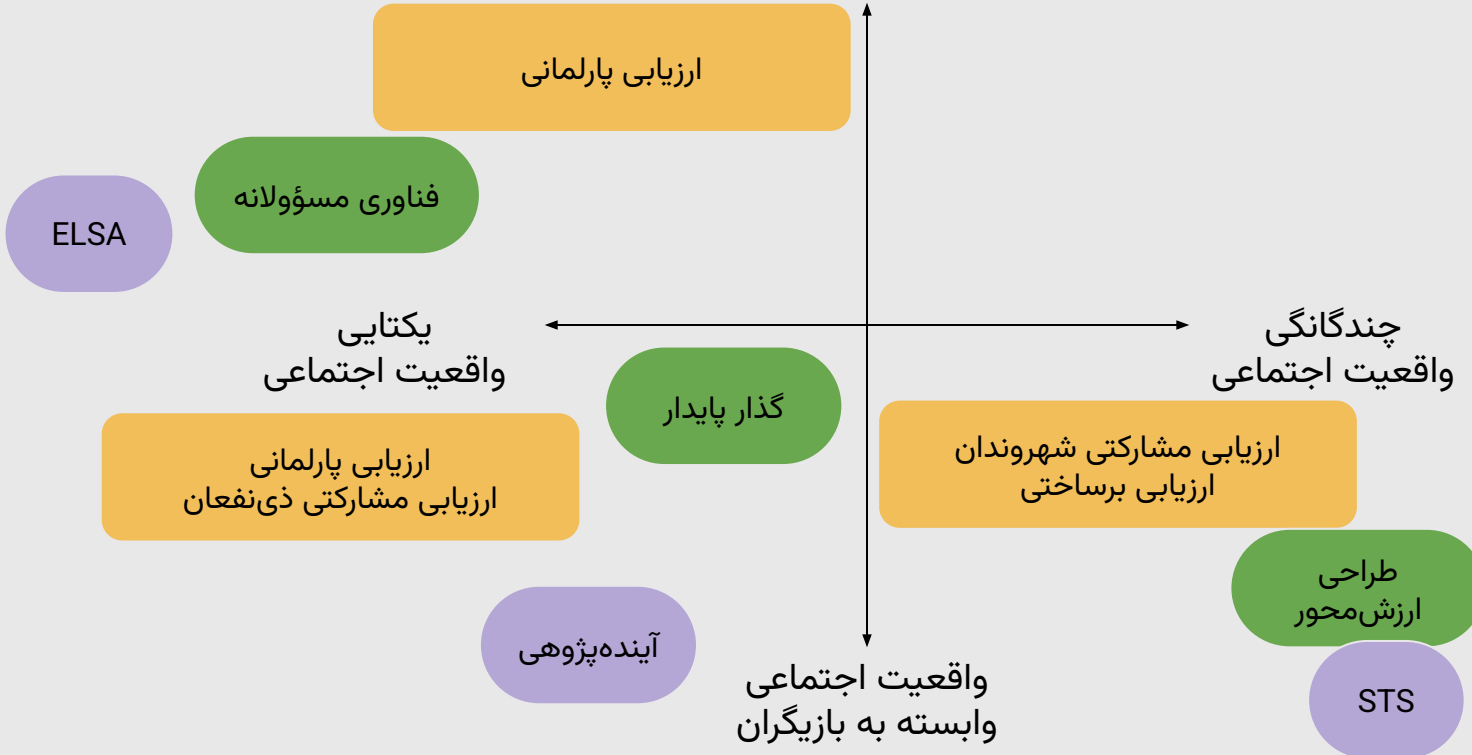 ارزیابی پارلمانی
فناوری مسؤولانه
ELSA
چندگانگی
واقعیت اجتماعی
یکتایی
واقعیت اجتماعی
گذار پایدار
ارزیابی مشارکتی شهروندان
ارزیابی برساختی
ارزیابی پارلمانی
ارزیابی مشارکتی ذی‌نفعان
طراحی
ارزش‌محور
آینده‌پژوهی
واقعیت اجتماعی
وابسته به بازیگران
STS